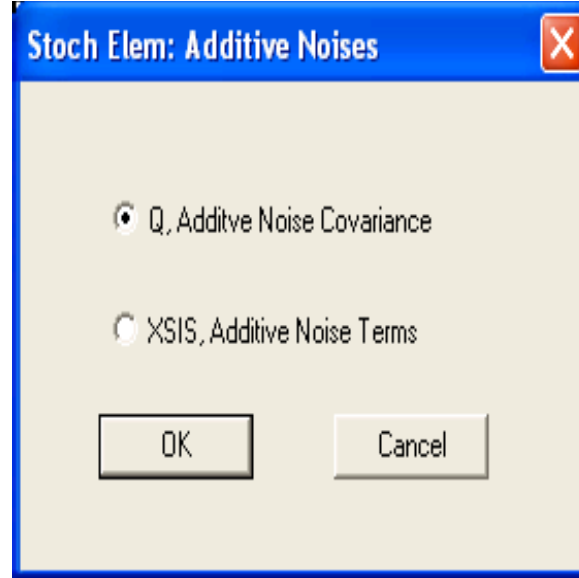 Stoch Elem: Additive Noises
Q, Additve Noise Covariance
XSIS, Additive Noise Terms
OK
Cancel